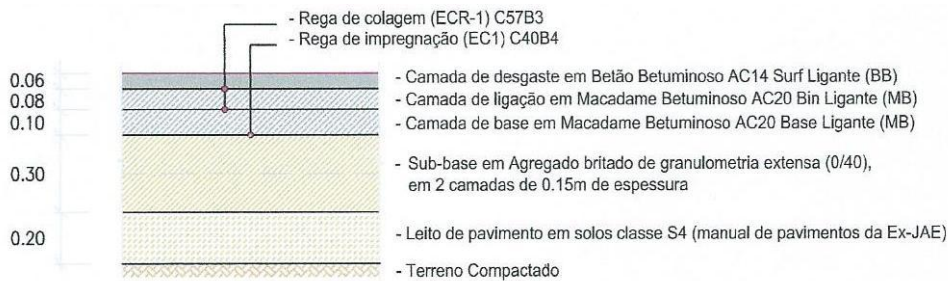 - Rega de colagem (ECR-1) C57B3
- Rega de impregnação (EC1) C40B4
0.06
- Camada de desgaste em Betão Betuminoso AC14 Surf Ligante (BB)
0.08
- Camada de ligação em Macadame Betuminoso AC20 Bin Ligante (MB)
0.10
- Camada de base em Macadame Betuminoso AC20 Base Ligante (MB)
0.30
- Sub-base em Agregado britado de granulometria extensa (0/40),
em 2 camadas de 0.15m de espessura
0.20
- Leito de pavimento em solos classe S4 (manual de pavimentos da Ex-JAE)
- Terreno Compactado